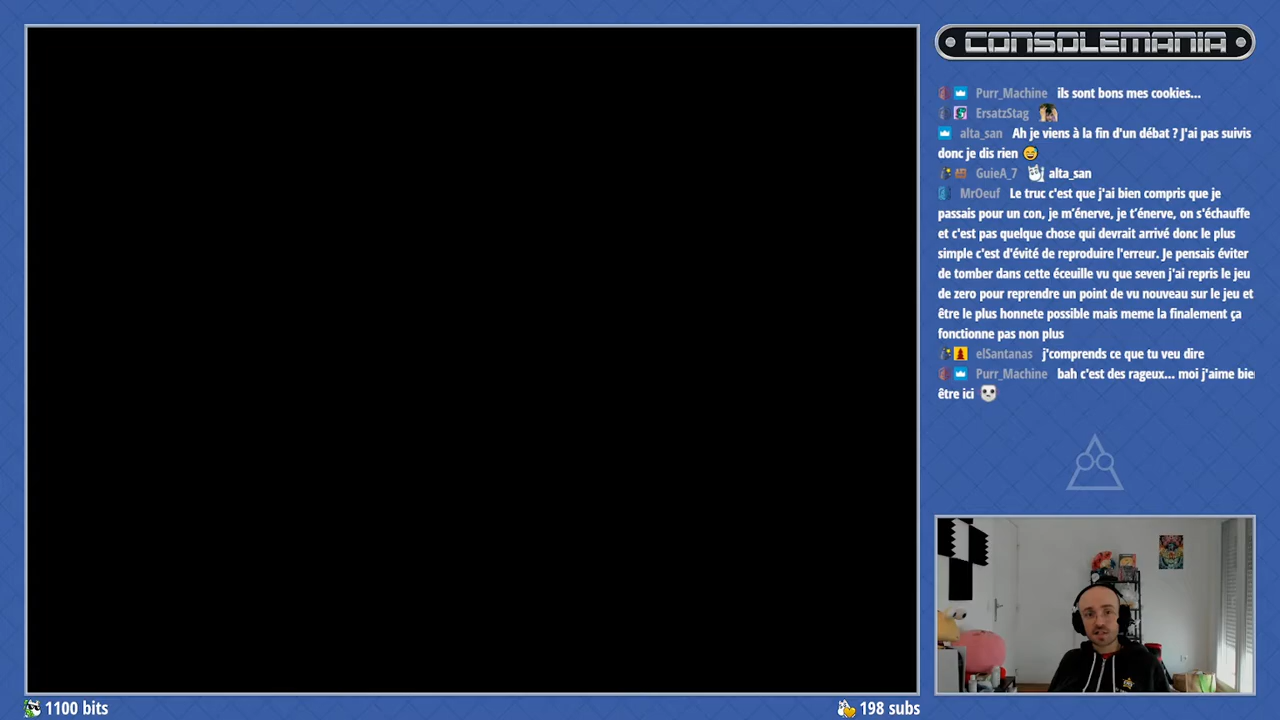 CONSOLEMANIA
Purr_Machine ils sont bons mes cookies...
ErsatzStag
alta_san Ah je viens à la fin d'un débat ? J'ai pas suivis
donc je dis rien
GuieA_7 alta_san
MrOeuf Le truc c'est que j'ai bien compris que je
passais pour un con, je m'énerve, je t'énerve, on s'échauffe
et c'est pas quelque chose qui devrait arrivé donc le plus
simple c'est d'évité de reproduire l'erreur. Je pensais éviter
de tomber dans cette éceuille vu que seven j'ai repris le jeu
de zero pour reprendre un point de vu nouveau sur le jeu et
être le plus honnete possible mais meme la finalement ça
fonctionne pas non plus
elSantanas j'comprends ce que tu veu dire
Purr_Machine bah c'est des rageux... moi j'aime bie
être ici
1100 bits
198 subs